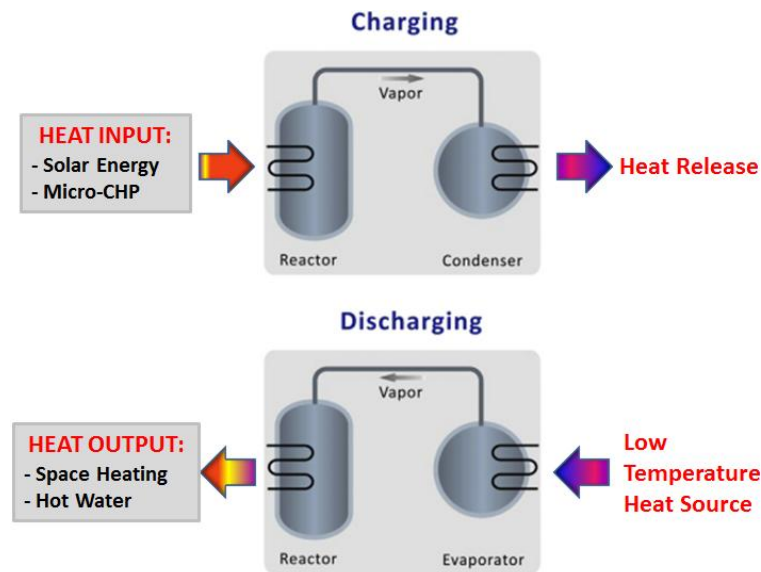 Charging
Vapor
HEAT INPUT:
- Solar Energy
- Micro-CHP
Heat Release
Reactor
Condenser
Discharging
Vapor
HEAT OUTPUT:
- Space Heating
- Hot Water
Low
Temperature
Heat Source
Reactor
Evaporator